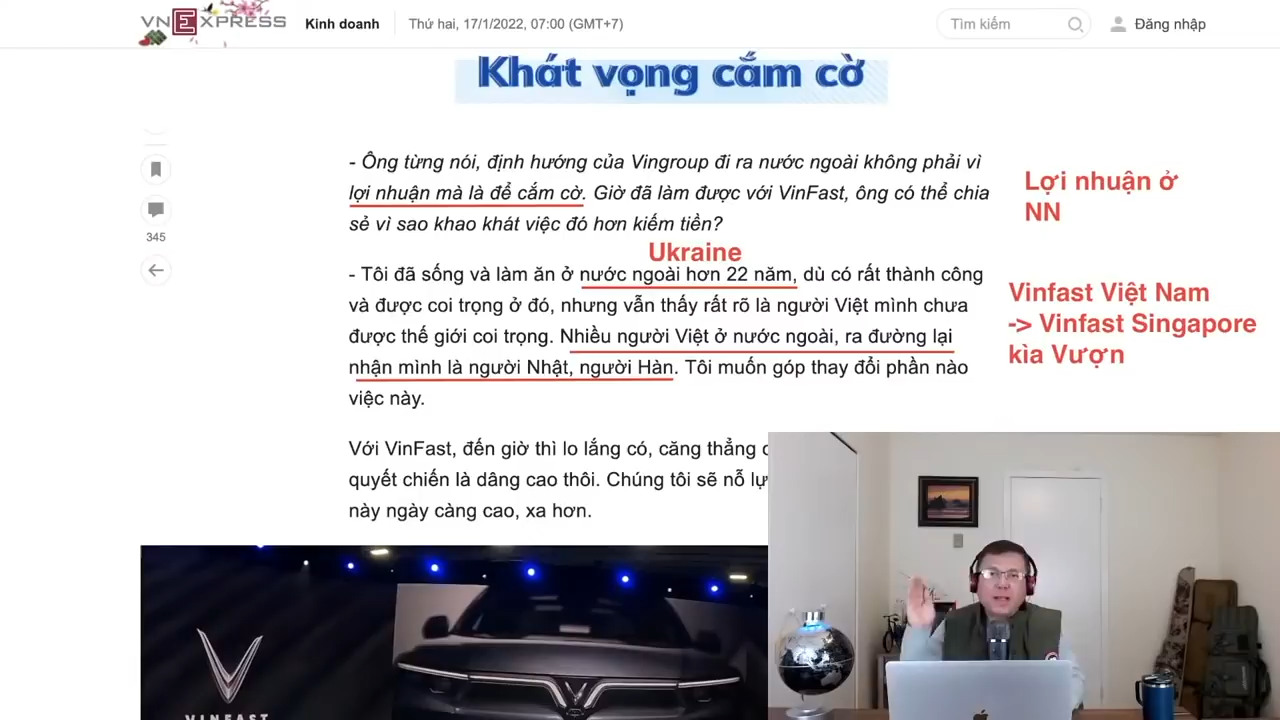 VNEXPRESS Kinh doanh Thứ hai, 17/1/2022, 07:00 (GMT+7) Tìm kiếm Đăng nhập
Khát vọng cắm cờ
- Ông từng nói, định hướng của Vingroup đi ra nước ngoài không phải vì
lợi nhuận mà là để cắm cờ. Giờ đã làm được với VinFast, ông có thể chia
sẻ vì sao khao khát việc đó hơn kiếm tiền?
345
Lợi nhuận ở
NN
Ukraine
- Tôi đã sống và làm ăn ở nước ngoài hơn 22 năm, dù có rất thành công
và được coi trọng ở đó, nhưng vẫn thấy rất rõ là người Việt mình chưa
được thế giới coi trọng. Nhiều người Việt ở nước ngoài, ra đường lại
nhận mình là người Nhật, người Hàn. Tôi muốn góp thay đổi phần nào
việc này.
Vinfast Việt Nam
-> Vinfast Singapore
kìa Vượn
Với VinFast, đến giờ thì lo lắng có, căng thẳng
quyết chiến là dâng cao thôi. Chúng tôi sẽ nỗ
này ngày càng cao, xa hơn.
VINFAST